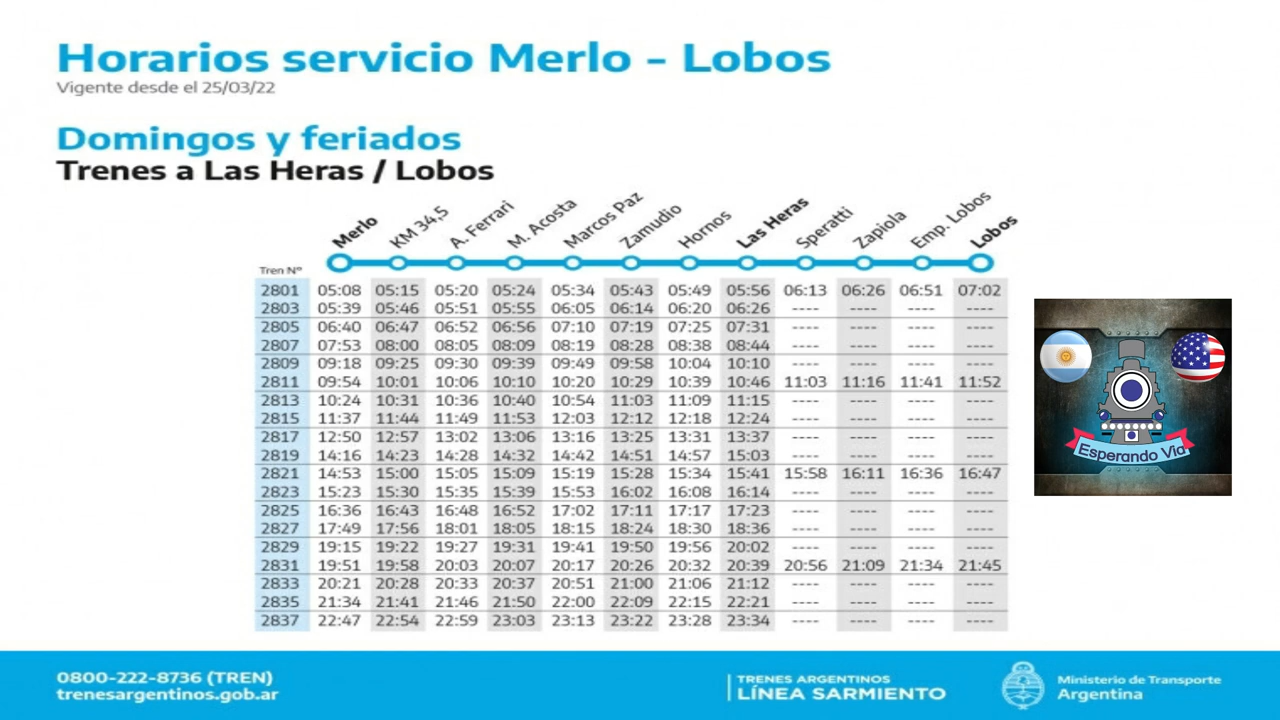 Horarios servicio Merlo - Lobos
Vigente desde el 25/03/22
Domingos y feriados
Trenes a Las Heras / Lobos
Tren Nº Merlo KM 34,5 A. Ferrari M. Acosta Marcos Paz Zamudio Hornos Las Heras Speratti Zapiola Emp. Lobos Lobos
2801 05:08 05:15 05:20 05:24 05:34 05:43 05:49 05:56 06:13 06:26 06:51 07:02
2803 05:39 05:46 05:51 05:55 06:05 06:14 06:20 06:26 ---- ---- ---- ----
2805 06:40 06:47 06:52 06:56 07:10 07:19 07:25 07:31 ---- ---- ---- ----
2807 07:53 08:00 08:05 08:09 08:19 08:28 08:38 08:44 ---- ---- ---- ----
2809 09:18 09:25 09:30 09:39 09:49 09:58 10:04 10:10 ---- ---- ---- ----
2811 09:54 10:01 10:06 10:10 10:20 10:29 10:39 10:46 11:03 11:16 11:41 11:52
2813 10:24 10:31 10:36 10:40 10:54 11:03 11:09 11:15 ---- ---- ---- ----
2815 11:37 11:44 11:49 11:53 12:03 12:12 12:18 12:24 ---- ---- ---- ----
2817 12:50 12:57 13:02 13:06 13:16 13:25 13:31 13:37 ---- ---- ---- ----
2819 14:16 14:23 14:28 14:32 14:42 14:51 14:57 15:03 ---- ---- ---- ----
2821 14:53 15:00 15:05 15:09 15:19 15:28 15:34 15:41 15:58 16:11 16:36 16:47
2823 15:23 15:30 15:35 15:39 15:53 16:02 16:08 16:14 ---- ---- ---- ----
2825 16:36 16:43 16:48 16:52 17:02 17:11 17:17 17:23 ---- ---- ---- ----
2827 17:49 17:56 18:01 18:05 18:15 18:24 18:30 18:36 ---- ---- ---- ----
2829 19:15 19:22 19:27 19:31 19:41 19:50 19:56 20:02 ---- ---- ---- ----
2831 19:51 19:58 20:03 20:07 20:17 20:26 20:32 20:39 20:56 21:09 21:34 21:45
2833 20:21 20:28 20:33 20:37 20:51 21:00 21:06 21:12 ---- ---- ---- ----
2835 21:34 21:41 21:46 21:50 22:00 22:09 22:15 22:21 ---- ---- ---- ----
2837 22:47 22:54 22:59 23:03 23:13 23:22 23:28 23:34 ---- ---- ---- ----
Esperando Vía
0800-222-8736 (TREN)
trenesargentinos.gob.ar
TRENES ARGENTINOS
LÍNEA SARMIENTO
Ministerio de Transporte
Argentina